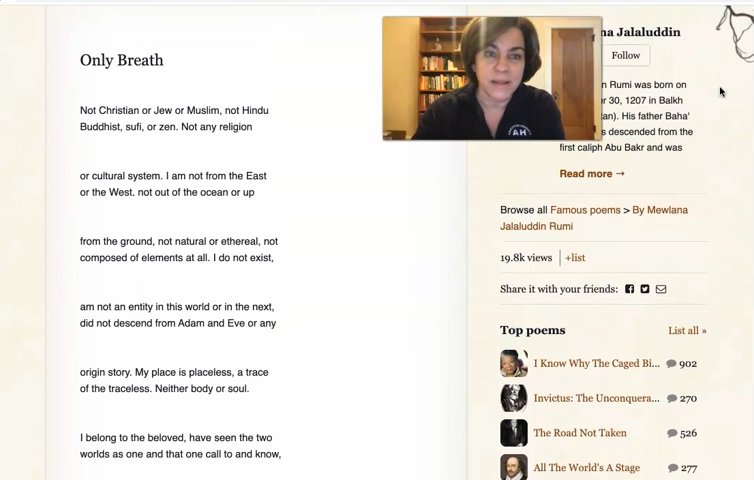 Only Breath
Not Christian or Jew or Muslim, not Hindu
Buddhist, sufi, or zen. Not any religion
or cultural system. I am not from the East
or the West, not out of the ocean or up
from the ground, not natural or ethereal, not
composed of elements at all. I do not exist,
am not an entity in this world or in the next,
did not descend from Adam and Eve or any
origin story. My place is placeless, a trace
of the traceless. Neither body or soul.
I belong to the beloved, have seen the two
worlds as one and that one call to and know,
AH
na Jalaluddin
Follow
n Rumi was born on
r 30, 1207 in Balkh
tan). His father Baha'
s descended from the
first caliph Abu Bakr and was
Read more →
Browse all Famous poems > By Mewlana
Jalaluddin Rumi
19.8k views +list
Share it with your friends:
Top poems List all »
I Know Why The Caged Bi... 902
Invictus: The Unconquera... 270
The Road Not Taken 526
All The World's A Stage 277